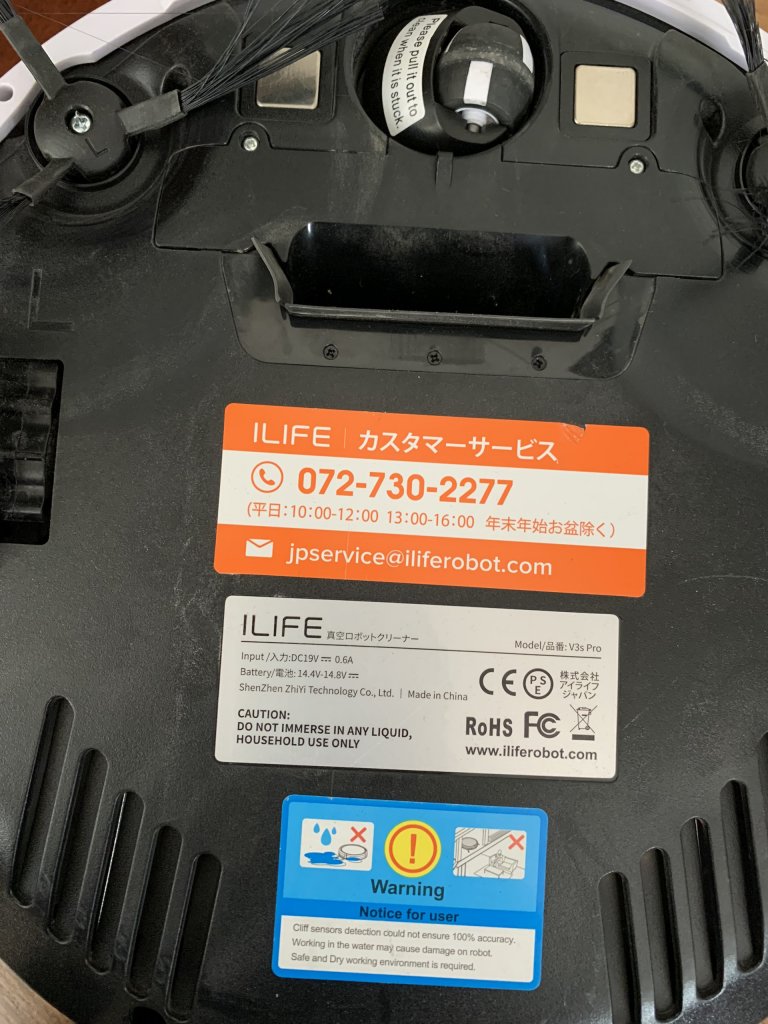 Please pull it out to
clean when it is stuck.
L
ILIFE | カスタマーサービス
072-730-2277
(平日:10:00-12:00 13:00-16:00 年末年始お盆除く)
jpservice@iliferobot.com
ILIFE 真空ロボットクリーナー
Model/品番: V3s Pro
Input /入力:DC19V⎓ 0.6A
Battery/電池: 14.4V-14.8V⎓
ShenZhen ZhiYi Technology Co., Ltd. | Made in China
CE PSE 株式会社
アイライフ
ジャパン
CAUTION:
DO NOT IMMERSE IN ANY LIQUID,
HOUSEHOLD USE ONLY
RoHS FC
www.iliferobot.com
Warning
Notice for user
Cliff sensors detection could not ensure 100% accuracy.
Working in the water may cause damage on robot.
Safe and Dry working environment is required.